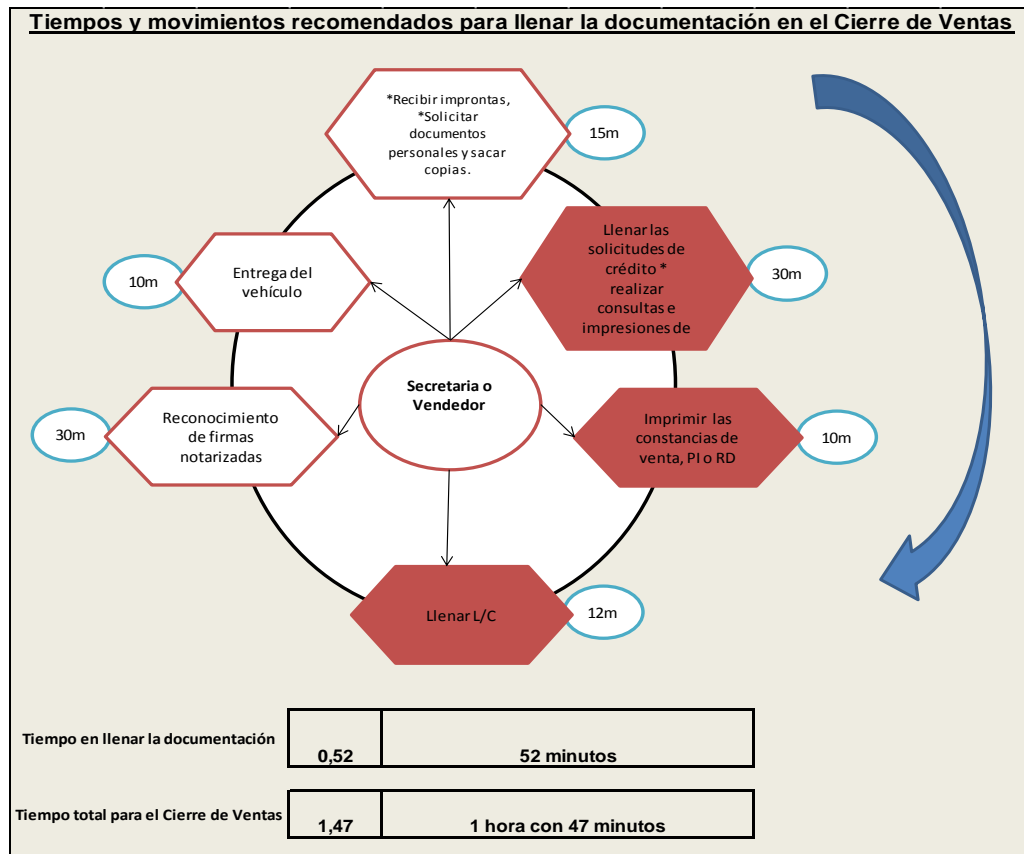 Tiempos y movimientos recomendados para llenar la documentación en el Cierre de Ventas
*Recibir improntas,
*Solicitar
documentos
personales y sacar
copias.
15m
Llenar las
solicitudes de
crédito *
realizar
consultas e
impresiones de
30m
Imprimir las
constancias de
venta, PI o RD
10m
Llenar L/C
12m
Reconocimiento
de firmas
notarizadas
30m
Entrega del
vehículo
10m
Secretaria o
Vendedor
Tiempo en llenar la documentación
0,52
52 minutos
Tiempo total para el Cierre de Ventas
1,47
1 hora con 47 minutos